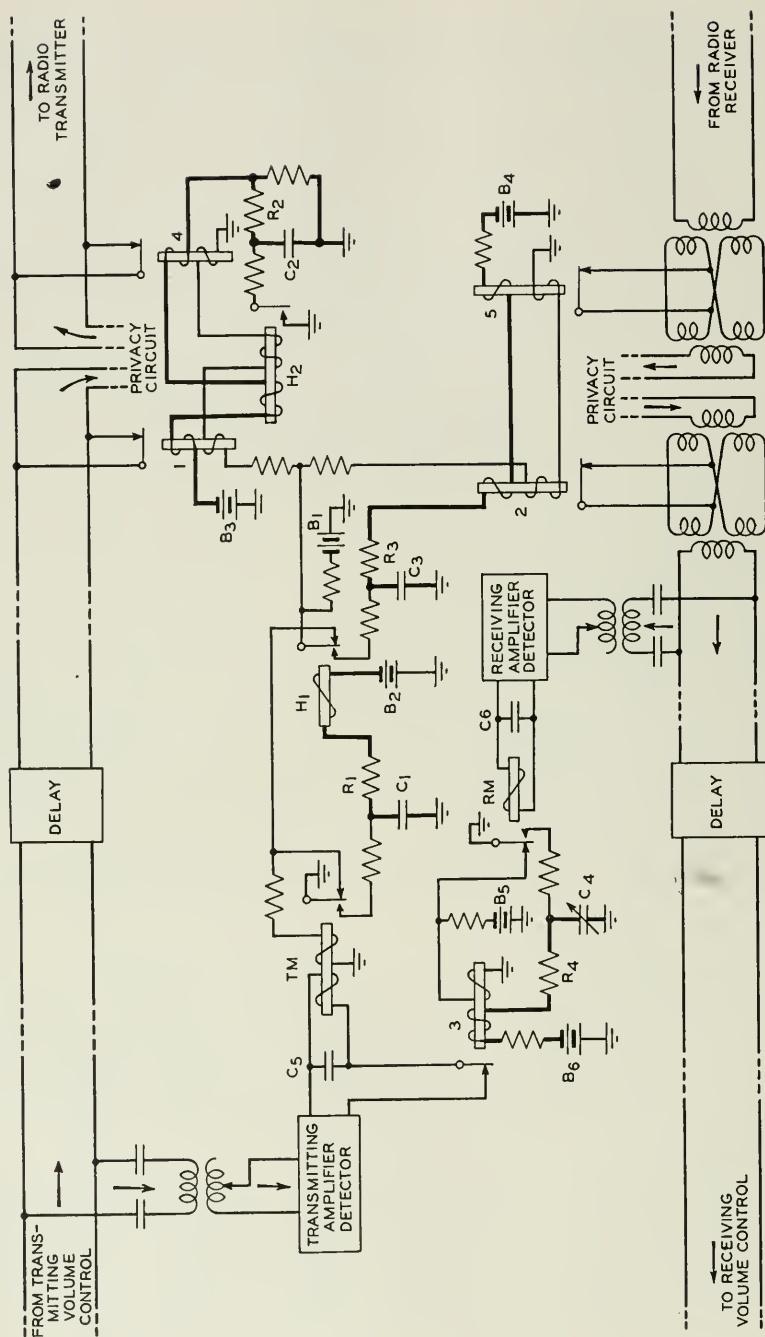 FROM TRANS-
MITTING
VOLUME
CONTROL
DELAY
PRIVACY
CIRCUIT
TO RADIO
TRANSMITTER
TRANSMITTING
AMPLIFIER
DETECTOR
C5
TM
R1
C1
H1
B2
B1
R3
C3
B3
1
H2
4
R2
C2
3
B6
B5
R4
C4
RM
C6
RECEIVING
AMPLIFIER
DETECTOR
2
5
B4
TO RECEIVING
VOLUME CONTROL
DELAY
PRIVACY
CIRCUIT
FROM RADIO
RECEIVER